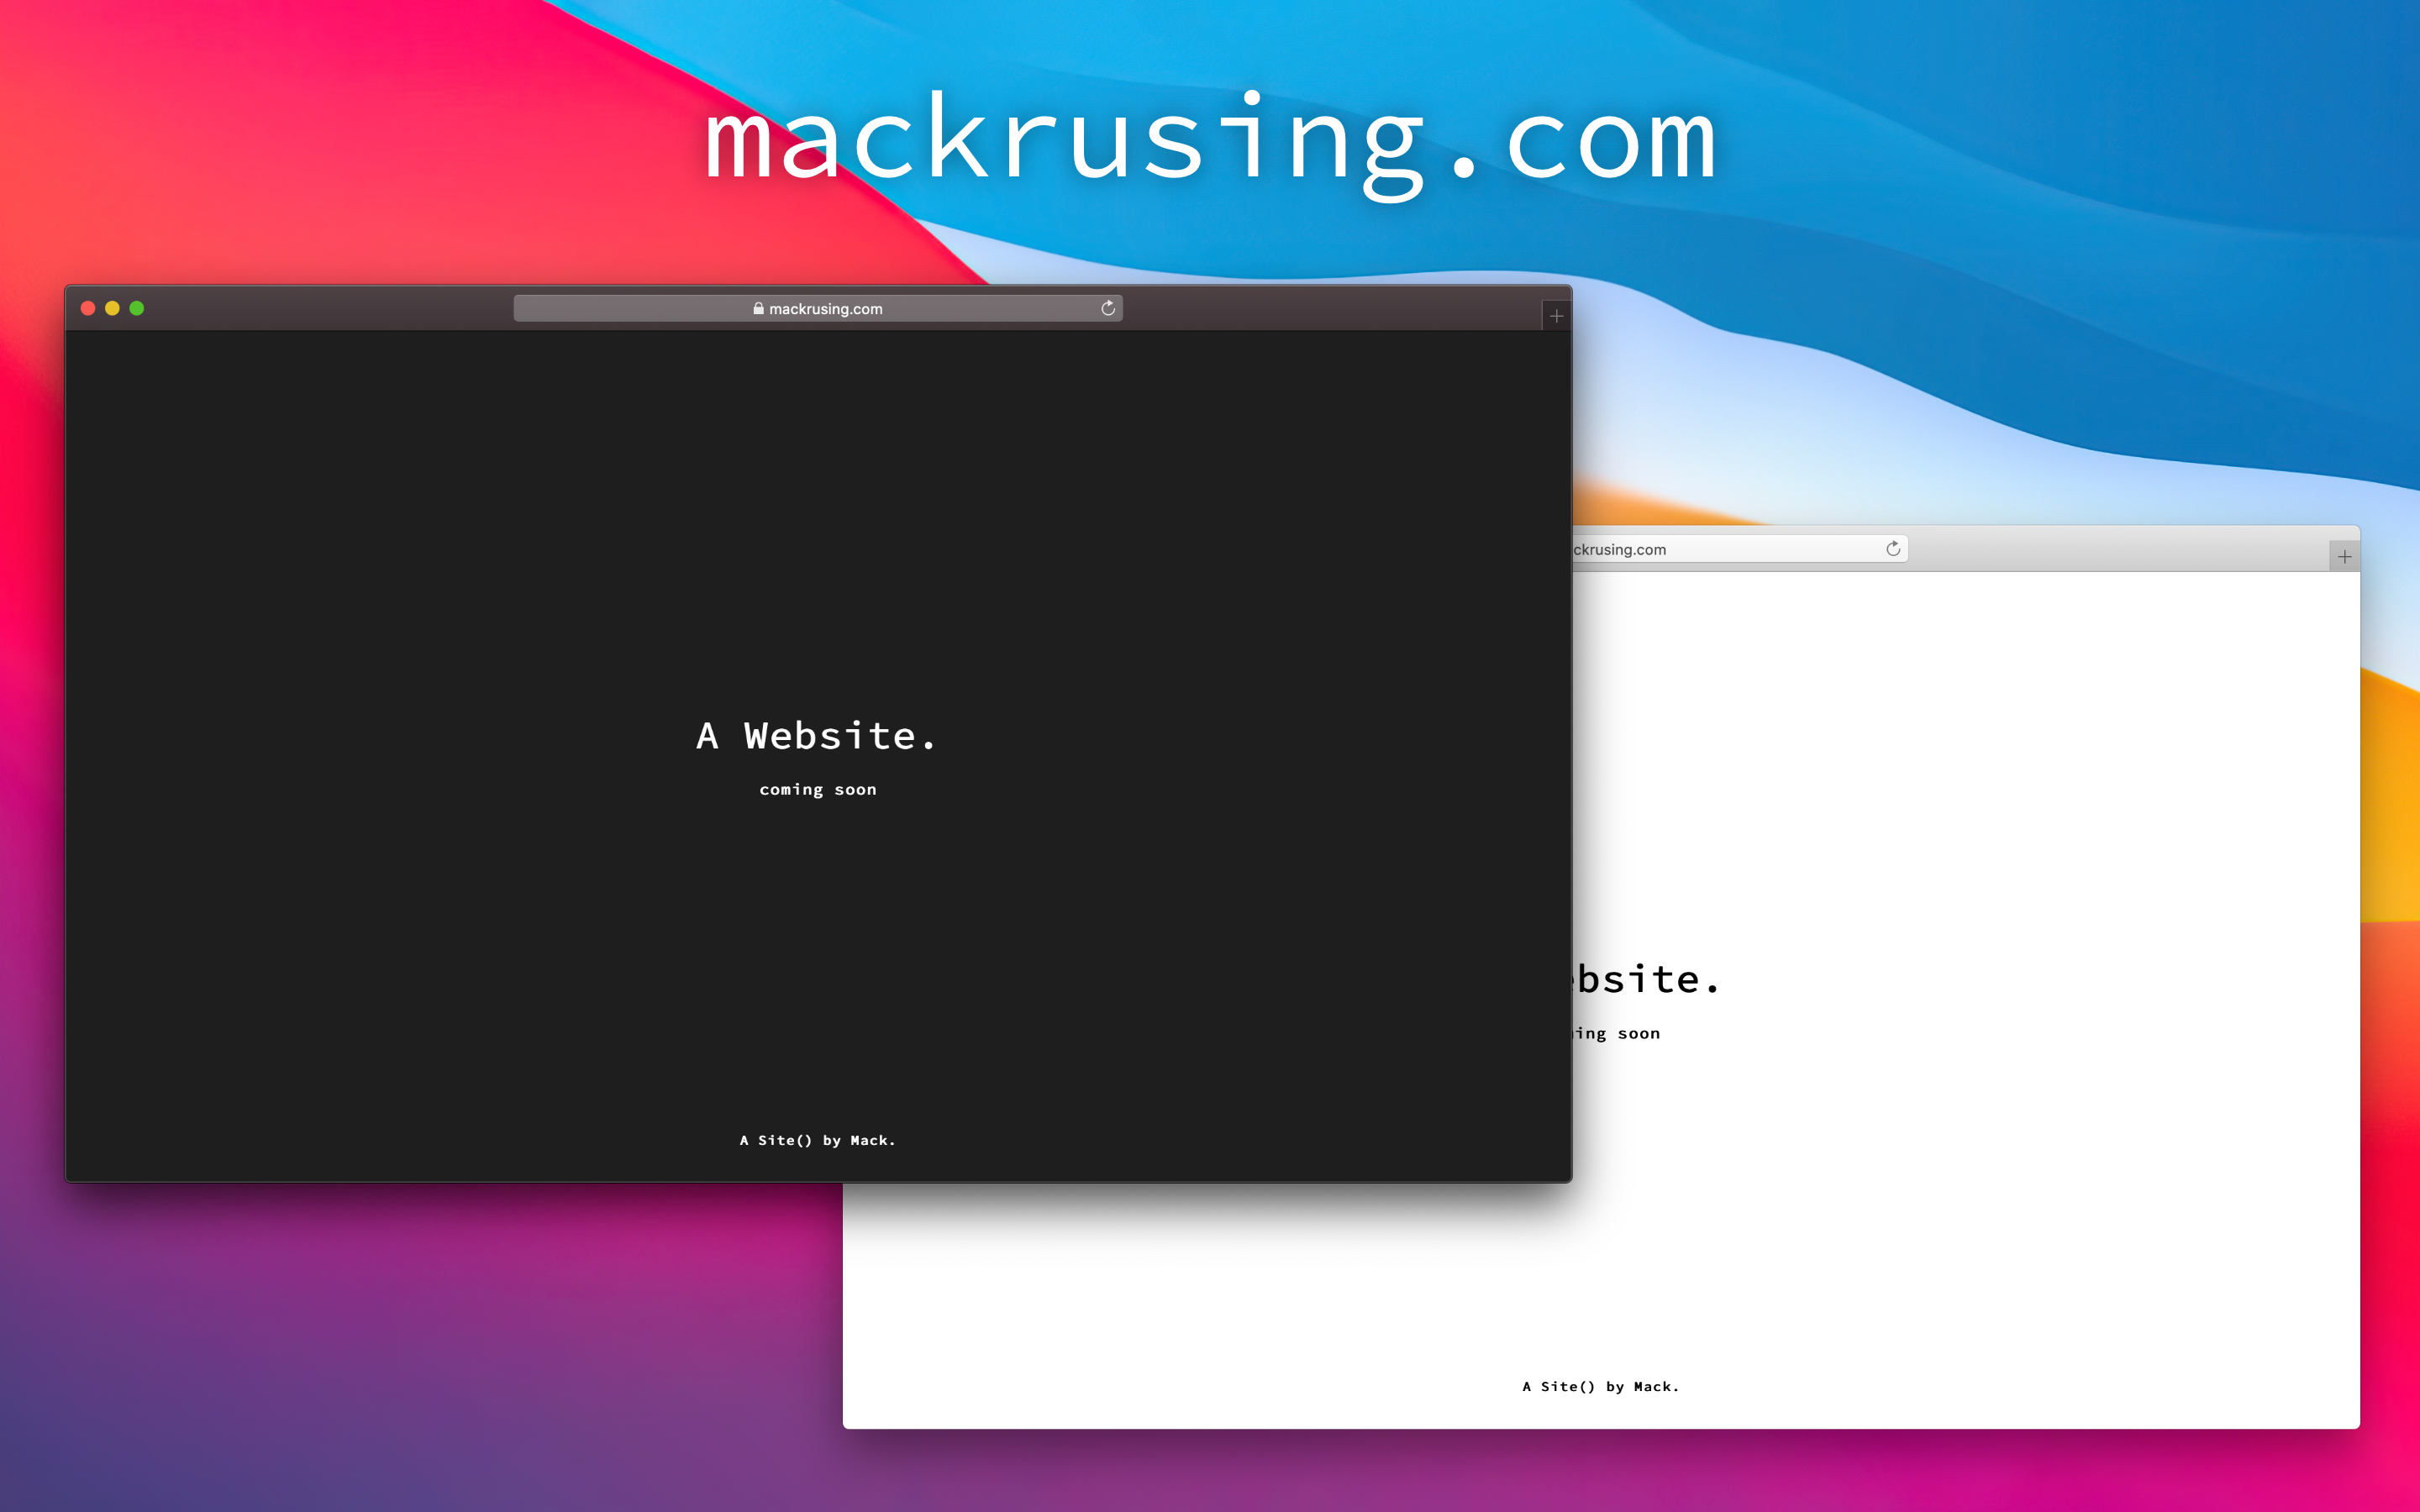 mackrusing.com
mackrusing.com
A Website.
coming soon
A Site() by Mack.
ckrusing.com
bsite.
ing soon
A Site() by Mack.